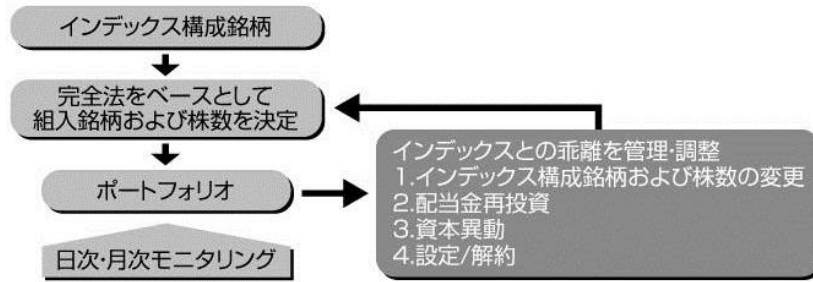 インデックス構成銘柄
完全法をベースとして
組入銘柄および株数を決定
ポートフォリオ
日次・月次モニタリング
インデックスとの乖離を管理・調整
1.インデックス構成銘柄および株数の変更
2.配当金再投資
3.資本異動
4.設定/解約